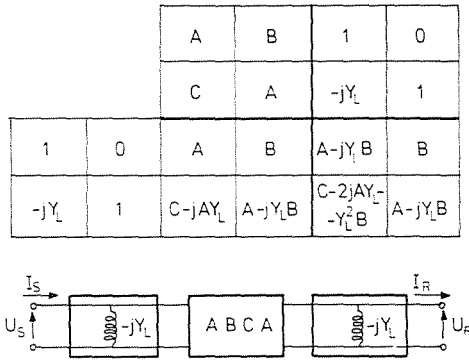 A B 1 0
C A -jY_L 1
1 0 A B A-jY_L B B
-jY_L 1 C-jAY_L A-jY_L B C-2jAY_L-
-Y_L^2 B A-jY_L B
I_S I_R
U_S -jY_L A B C A -jY_L U_R